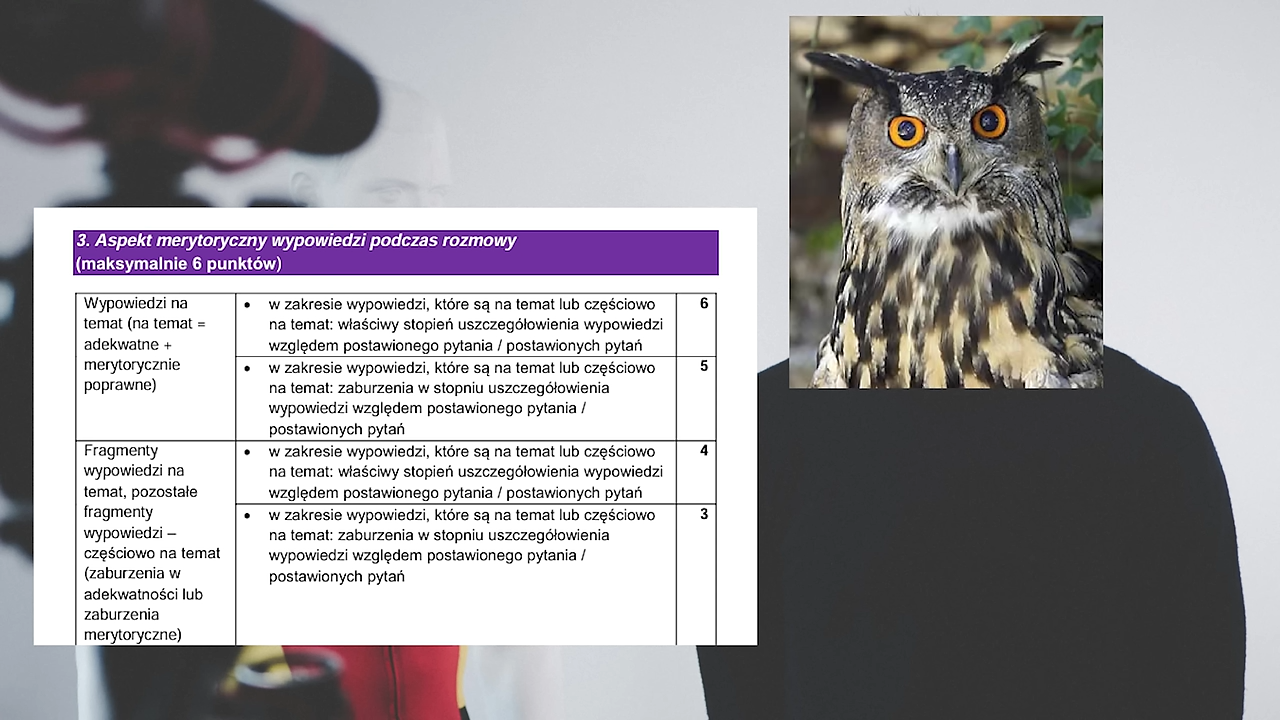 3. Aspekt merytoryczny wypowiedzi podczas rozmowy
(maksymalnie 6 punktów)
Wypowiedzi na
temat (na temat =
adekwatne +
merytorycznie
poprawne)
• w zakresie wypowiedzi, które są na temat lub częściowo
na temat: właściwy stopień uszczegółowienia wypowiedzi
względem postawionego pytania / postawionych pytań
6
• w zakresie wypowiedzi, które są na temat lub częściowo
na temat: zaburzenia w stopniu uszczegółowienia
wypowiedzi względem postawionego pytania /
postawionych pytań
5
Fragmenty
wypowiedzi na
temat, pozostałe
fragmenty
wypowiedzi –
częściowo na temat
(zaburzenia w
adekwatności lub
zaburzenia
merytoryczne)
• w zakresie wypowiedzi, które są na temat lub częściowo
na temat: właściwy stopień uszczegółowienia wypowiedzi
względem postawionego pytania / postawionych pytań
4
• w zakresie wypowiedzi, które są na temat lub częściowo
na temat: zaburzenia w stopniu uszczegółowienia
wypowiedzi względem postawionego pytania /
postawionych pytań
3